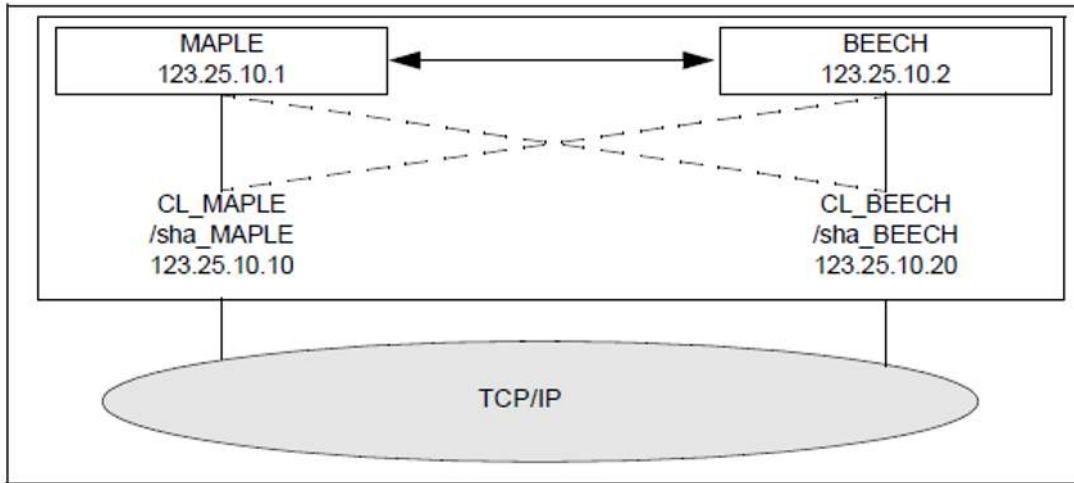 MAPLE
123.25.10.1
BEECH
123.25.10.2
CL_MAPLE
/sha_MAPLE
123.25.10.10
CL_BEECH
/sha_BEECH
123.25.10.20
TCP/IP